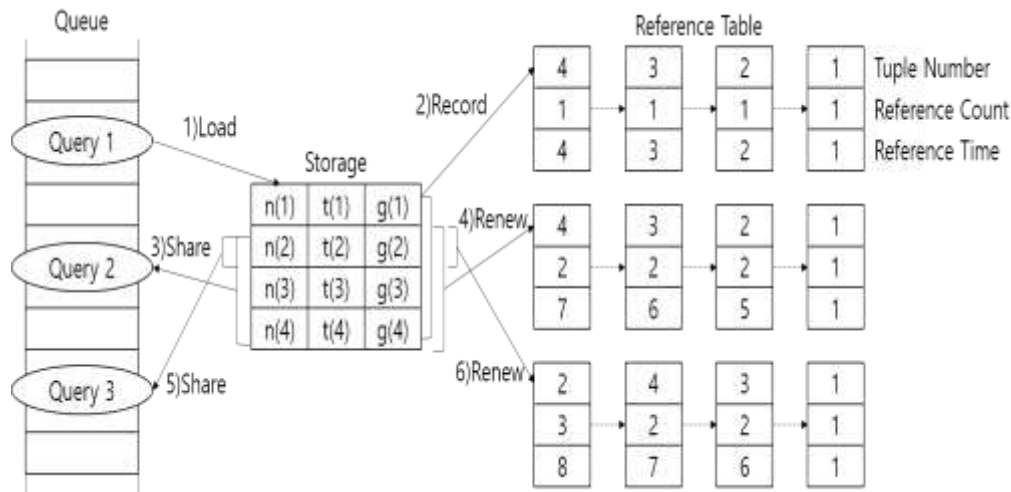 Queue
Reference Table
4 3 2 1 Tuple Number
1 1 1 1 Reference Count
4 3 2 1 Reference Time
2)Record
1)Load
Query 1
Storage
n(1) t(1) g(1)
n(2) t(2) g(2)
n(3) t(3) g(3)
n(4) t(4) g(4)
3)Share
Query 2
4)Renew
4 3 2 1
2 2 2 1
7 6 5 1
5)Share
Query 3
6)Renew
2 4 3 1
3 2 2 1
8 7 6 1